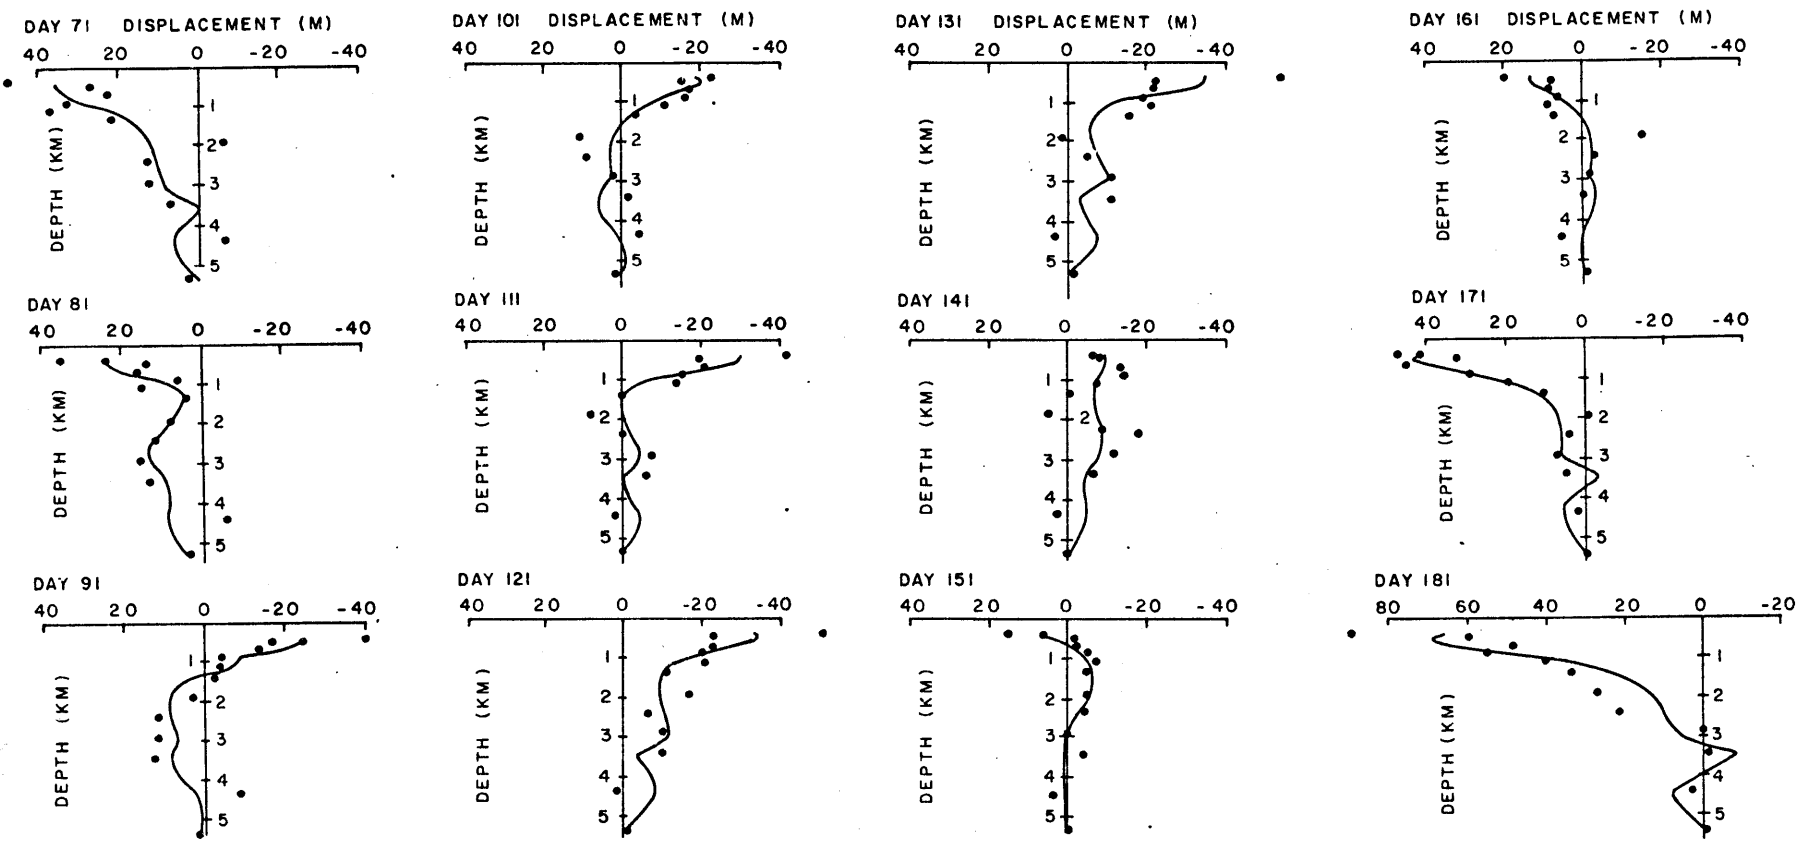 DAY 71 DISPLACEMENT (M)
40 20 0 -20 -40
DEPTH (KM)
1
2
3
4
5
DAY 81
40 20 0 -20 -40
DEPTH (KM)
1
2
3
4
5
DAY 91
40 20 0 -20 -40
DEPTH (KM)
1
2
3
4
5
DAY 101 DISPLACEMENT (M)
40 20 0 -20 -40
DEPTH (KM)
1
2
3
4
5
DAY 111
40 20 0 -20 -40
DEPTH (KM)
1
2
3
4
5
DAY 121
40 20 0 -20 -40
DEPTH (KM)
1
2
3
4
5
DAY 131 DISPLACEMENT (M)
40 20 0 -20 -40
DEPTH (KM)
1
2
3
4
5
DAY 141
40 20 0 -20 -40
DEPTH (KM)
1
2
3
4
5
DAY 151
40 20 0 -20 -40
DEPTH (KM)
1
2
3
4
5
DAY 161 DISPLACEMENT (M)
40 20 0 -20 -40
DEPTH (KM)
1
2
3
4
5
DAY 171
40 20 0 -20 -40
DEPTH (KM)
1
2
3
4
5
DAY 181
80 60 40 20 0 -20
DEPTH (KM)
1
2
3
4
5